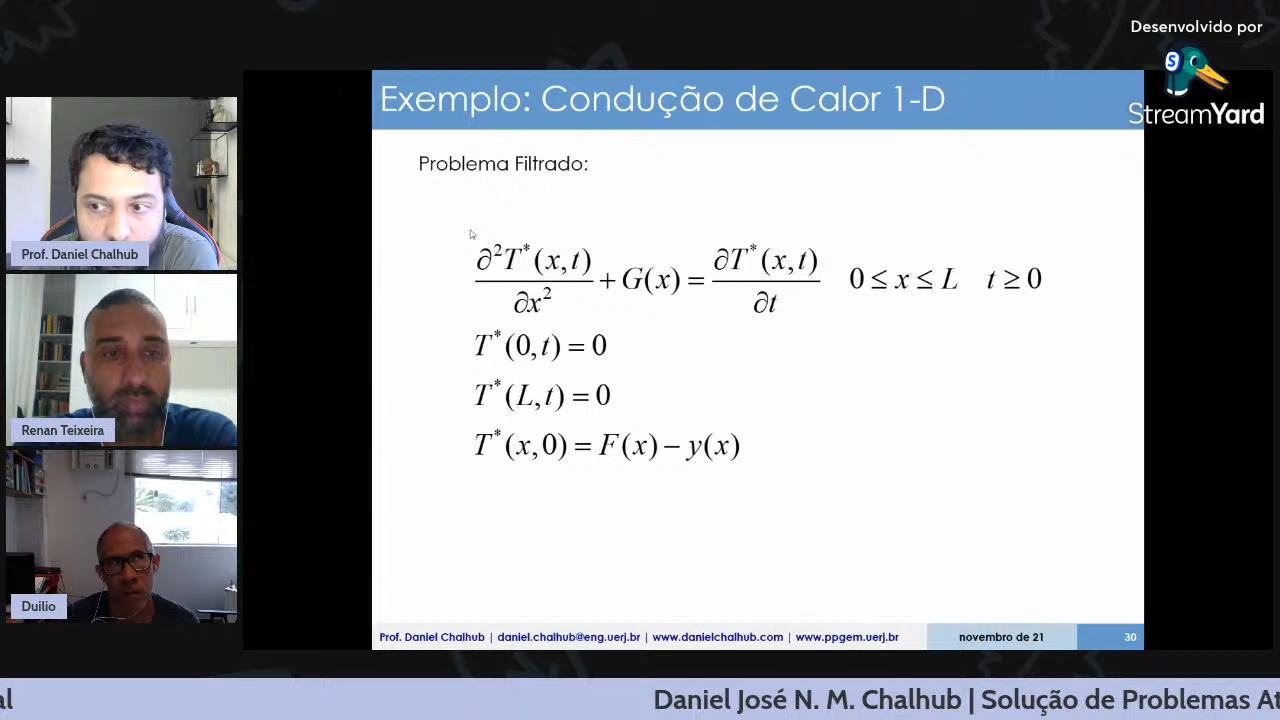 Desenvolvido por
S
StreamYard
Exemplo: Condução de Calor 1-D
Problema Filtrado:
∂²T*(x,t)/∂x² + G(x) = ∂T*(x,t)/∂t 0 ≤ x ≤ L t ≥ 0
T*(0,t) = 0
T*(L,t) = 0
T*(x,0) = F(x) − y(x)
Prof. Daniel Chalhub
Renan Teixeira
Duilio
Prof. Daniel Chalhub | daniel.chalhub@eng.uerj.br | www.danielchalhub.com | www.ppgem.uerj.br novembro de 21 30
al Daniel José N. M. Chalhub | Solução de Problemas At